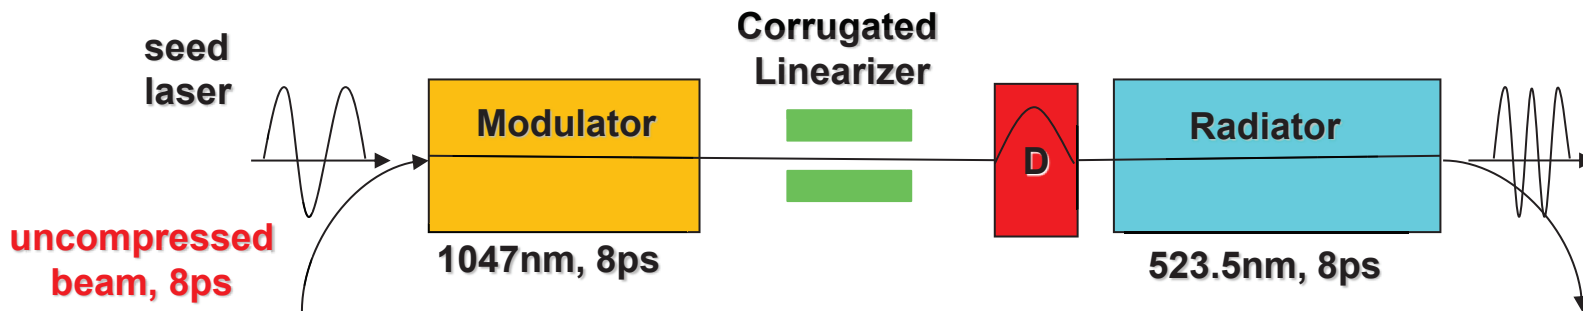 seed
laser
Corrugated
Linearizer
Modulator
D
Radiator
uncompressed
beam, 8ps
1047nm, 8ps
523.5nm, 8ps